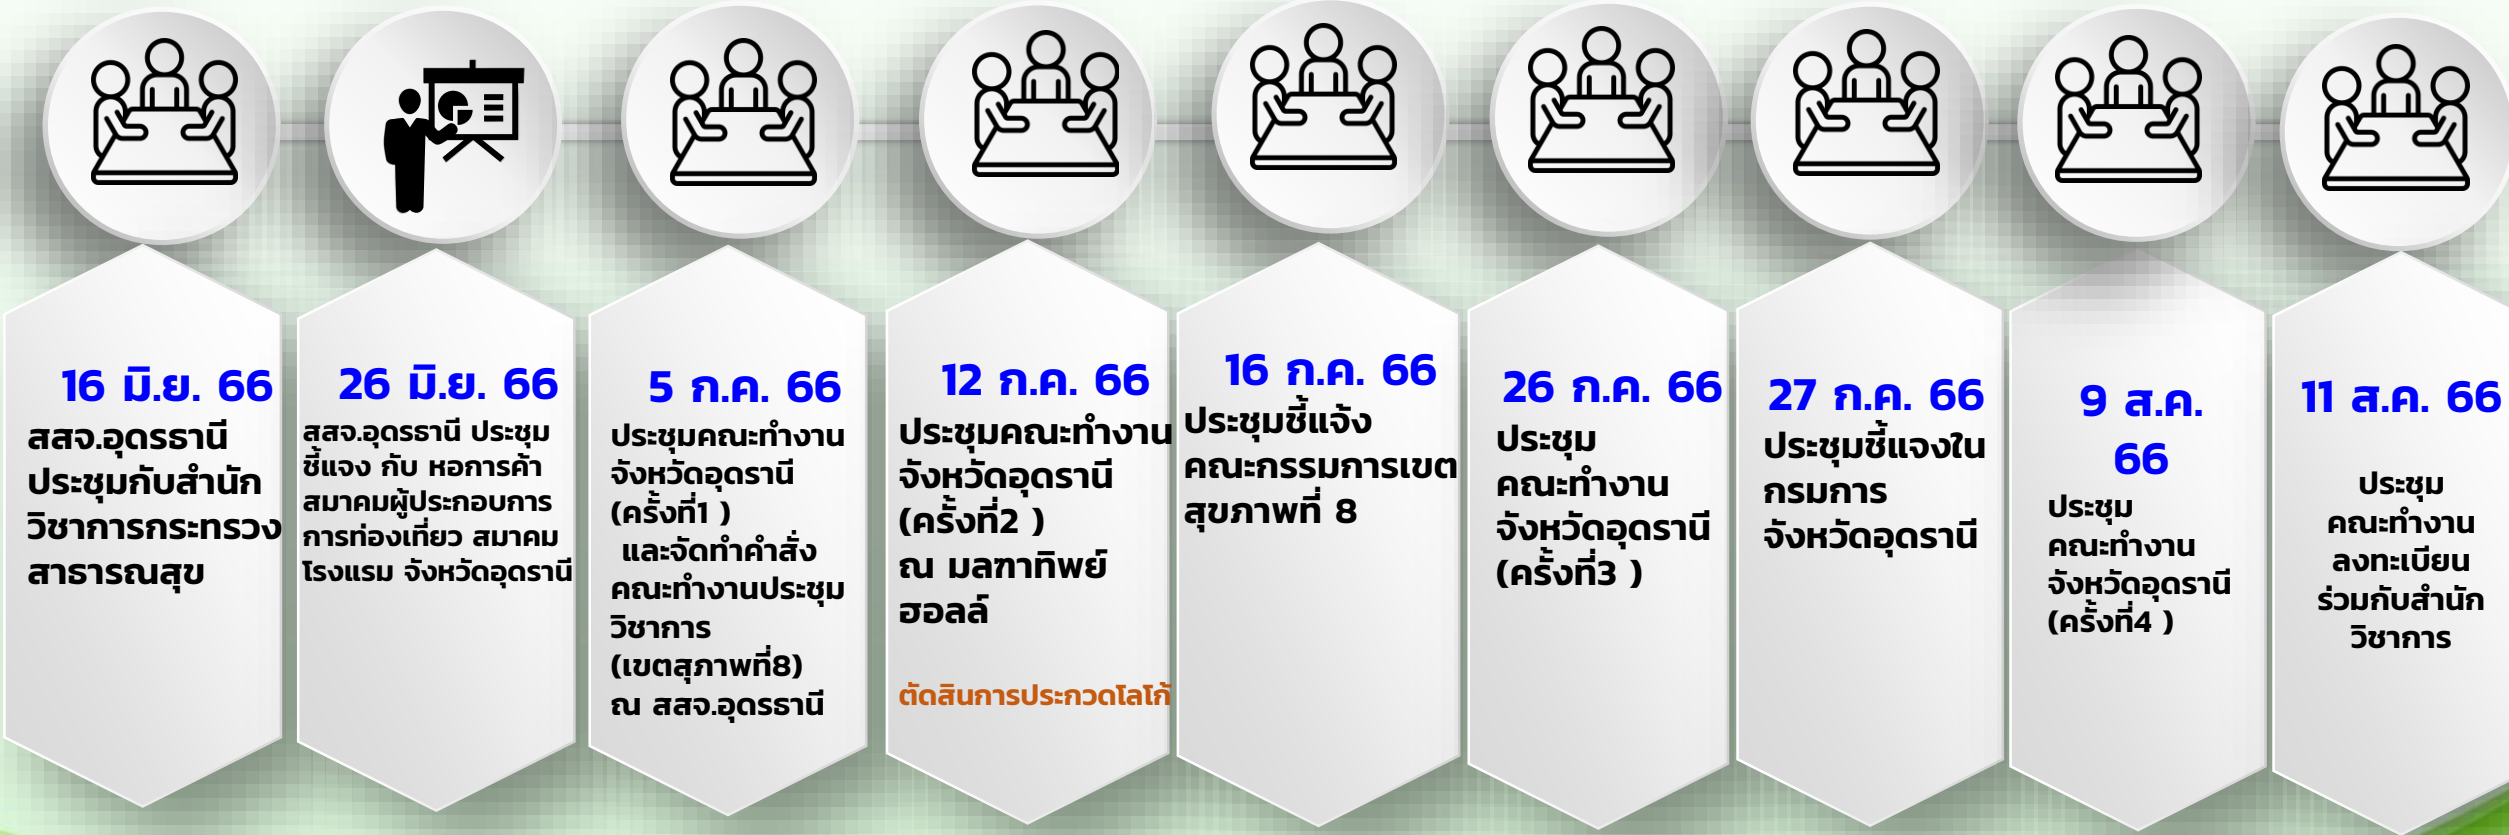 16 มิ.ย. 66
สสจ.อุดรธานี
ประชุมกับสำนัก
วิชาการกระทรวง
สาธารณสุข
26 มิ.ย. 66
สสจ.อุดรธานี ประชุม
ชี้แจง กับ หอการค้า
สมาคมผู้ประกอบการ
การท่องเที่ยว สมาคม
โรงแรม จังหวัดอุดรานี
5 ก.ค. 66
ประชุมคณะทำงาน
จังหวัดอุดรานี
(ครั้งที่1 )
และจัดทำคำสั่ง
คณะทำงานประชุม
วิชาการ
(เขตสุภาพที่8)
ณ สสจ.อุดรธานี
12 ก.ค. 66
ประชุมคณะทำงาน
จังหวัดอุดรานี
(ครั้งที่2 )
ณ มลฑาทิพย์
ฮอลล์
ตัดสินการประกวดโลโก้
16 ก.ค. 66
ประชุมชี้แจ้ง
คณะกรรมการเขต
สุขภาพที่ 8
26 ก.ค. 66
ประชุม
คณะทำงาน
จังหวัดอุดรานี
(ครั้งที่3 )
27 ก.ค. 66
ประชุมชี้แจงใน
กรมการ
จังหวัดอุดรานี
9 ส.ค.
66
ประชุม
คณะทำงาน
จังหวัดอุดรานี
(ครั้งที่4 )
11 ส.ค. 66
ประชุม
คณะทำงาน
ลงทะเบียน
ร่วมกับสำนัก
วิชาการ